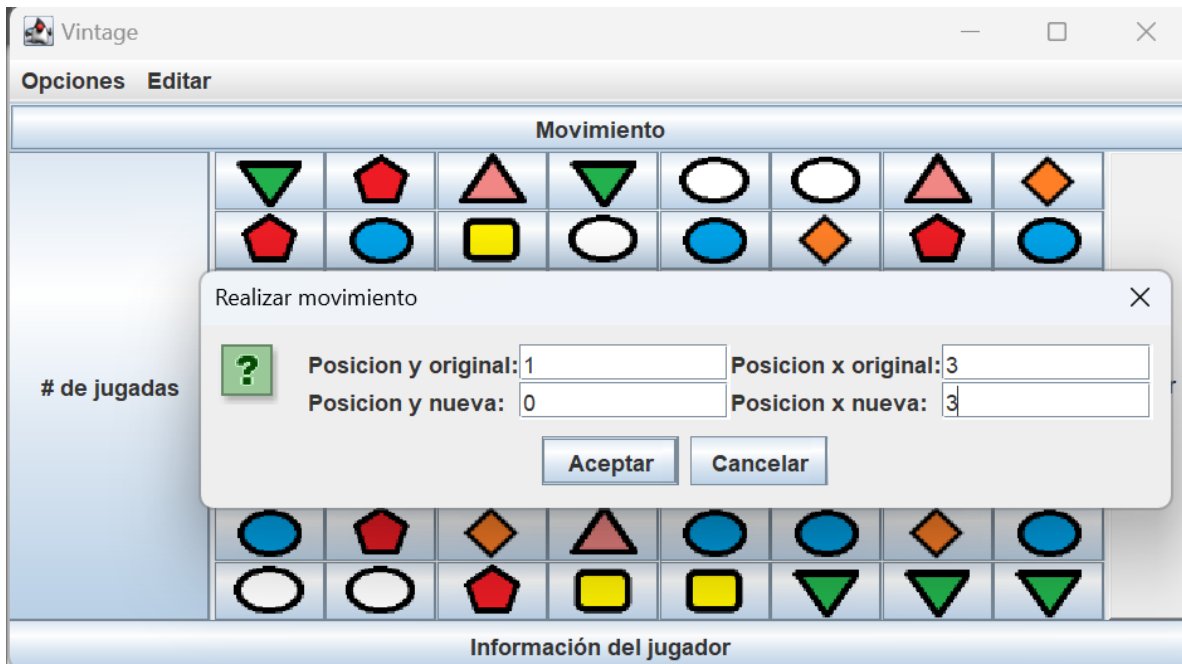 Vintage
Opciones Editar
Movimiento
Realizar movimiento
? Posicion y original: 1 Posicion x original: 3
# de jugadas
Posicion y nueva: 0 Posicion x nueva: 3
Aceptar Cancelar
Información del jugador